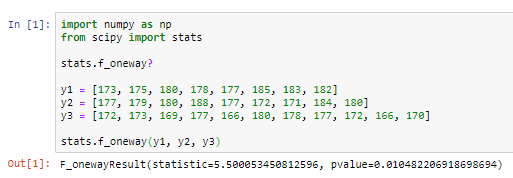 In [1]: import numpy as np
from scipy import stats
stats.f_oneway?
y1 = [173, 175, 180, 178, 177, 185, 183, 182]
y2 = [177, 179, 180, 188, 177, 172, 171, 184, 180]
y3 = [172, 173, 169, 177, 166, 180, 178, 177, 172, 166, 170]
stats.f_oneway(y1, y2, y3)
Out[1]: F_onewayResult(statistic=5.500053450812596, pvalue=0.010482206918698694)